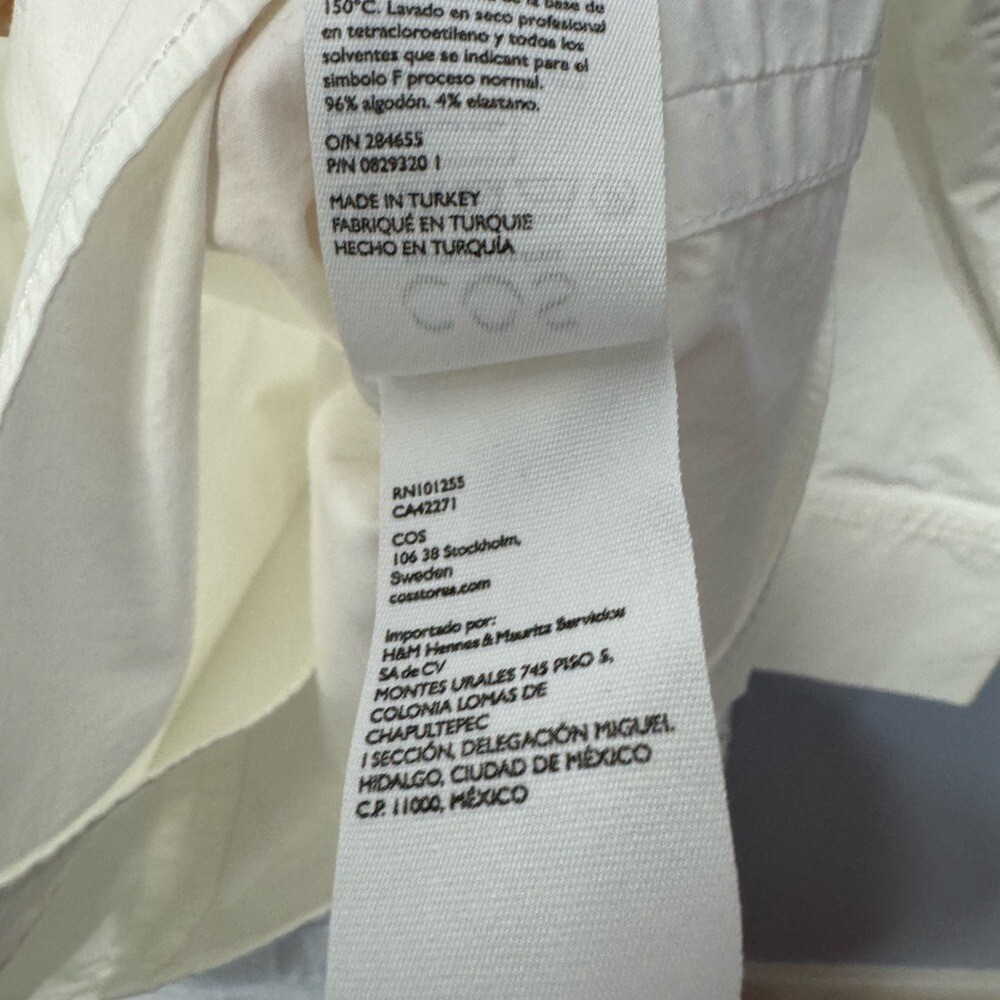 150°C. Lavado en seco profesional
en tetracloroetileno y todos los
solventes que se indicant para el
símbolo F proceso normal.
96% algodón. 4% elastano.
O/N 284655
P/N 0829320 1
MADE IN TURKEY
FABRIQUÉ EN TURQUIE
HECHO EN TURQUÍA
RN101255
CA42271
COS
106 38 Stockholm,
Sweden
cosstores.com
Importado por:
H&M Hennes & Mauritz Servicios
SA de CV
MONTES URALES 745 PISO 5,
COLONIA LOMAS DE
CHAPULTEPEC
I SECCIÓN, DELEGACIÓN MIGUEL
HIDALGO, CIUDAD DE MÉXICO
C.P. 11000, MÉXICO